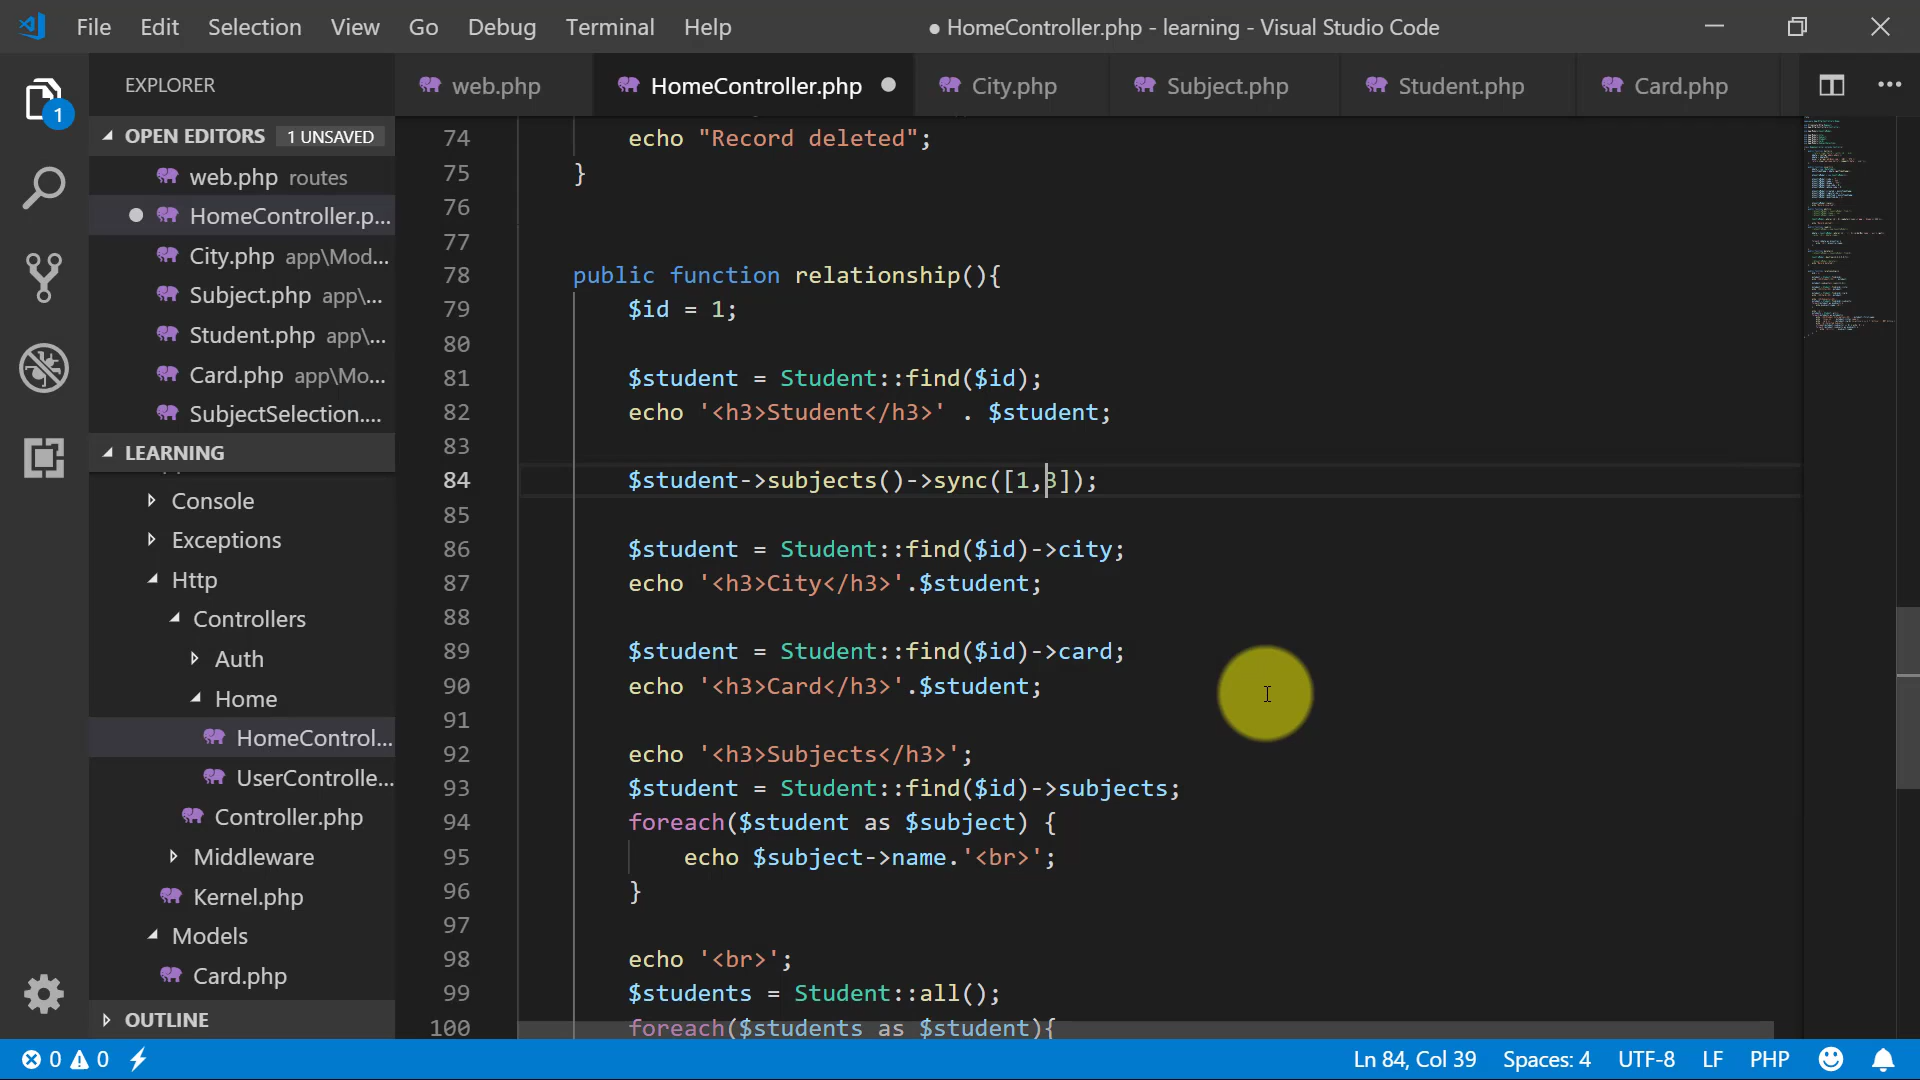 File Edit Selection View Go Debug Terminal Help
● HomeController.php - learning - Visual Studio Code
EXPLORER
web.php HomeController.php City.php Subject.php Student.php Card.php
OPEN EDITORS 1 UNSAVED
web.php routes
HomeController.p...
City.php app\Mod...
Subject.php app\...
Student.php app\...
Card.php app\Mo...
SubjectSelection....
LEARNING
Console
Exceptions
Http
Controllers
Auth
Home
HomeControl...
UserControlle...
Controller.php
Middleware
Kernel.php
Models
Card.php
OUTLINE
74 echo "Record deleted";
75 }
76
77
78 public function relationship(){
79 $id = 1;
80
81 $student = Student::find($id);
82 echo '<h3>Student</h3>' . $student;
83
84 $student->subjects()->sync([1,3]);
85
86 $student = Student::find($id)->city;
87 echo '<h3>City</h3>'.$student;
88
89 $student = Student::find($id)->card;
90 echo '<h3>Card</h3>'.$student;
91
92 echo '<h3>Subjects</h3>';
93 $student = Student::find($id)->subjects;
94 foreach($student as $subject) {
95 echo $subject->name.'<br>';
96 }
97
98 echo '<br>';
99 $students = Student::all();
100 foreach($students as $student){
0 0 Ln 84, Col 39 Spaces: 4 UTF-8 LF PHP
1